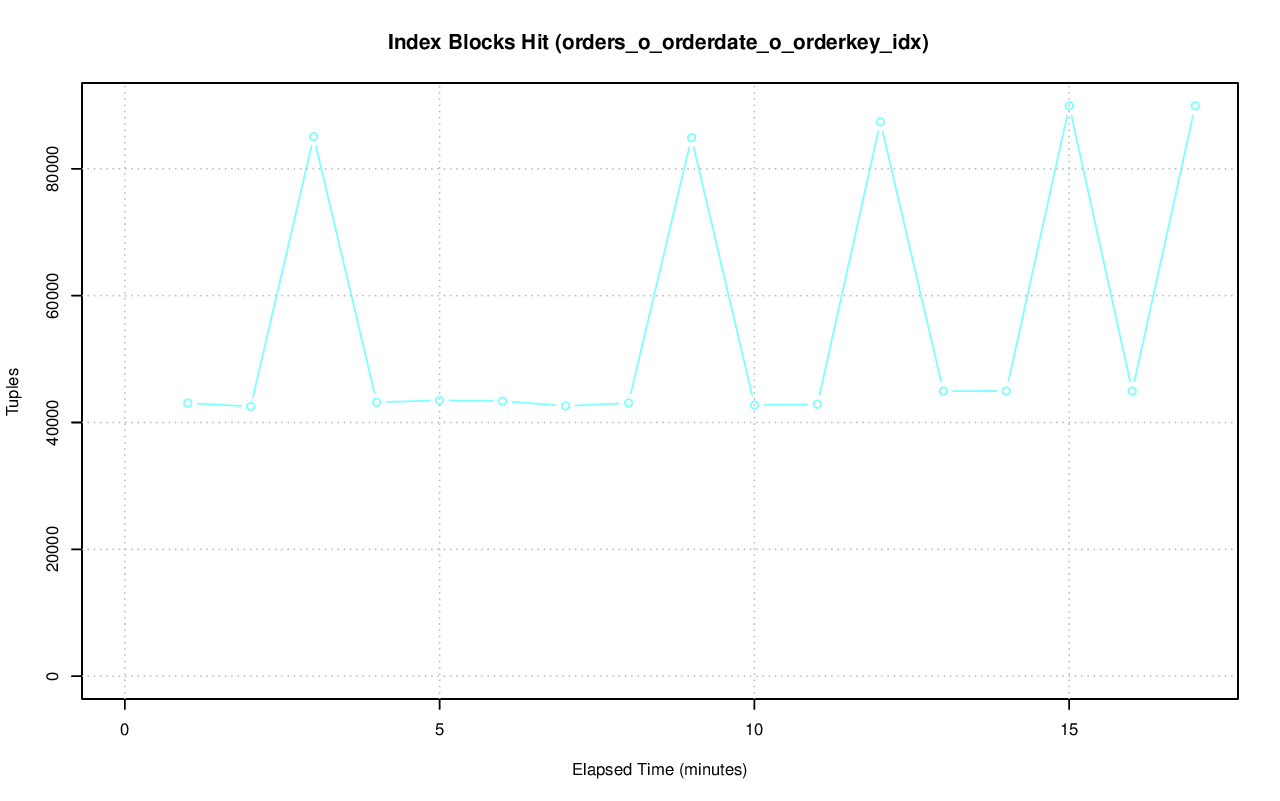 Index Blocks Hit (orders_o_orderdate_o_orderkey_idx)
Tuples
80000
60000
40000
20000
0
0 5 10 15
Elapsed Time (minutes)